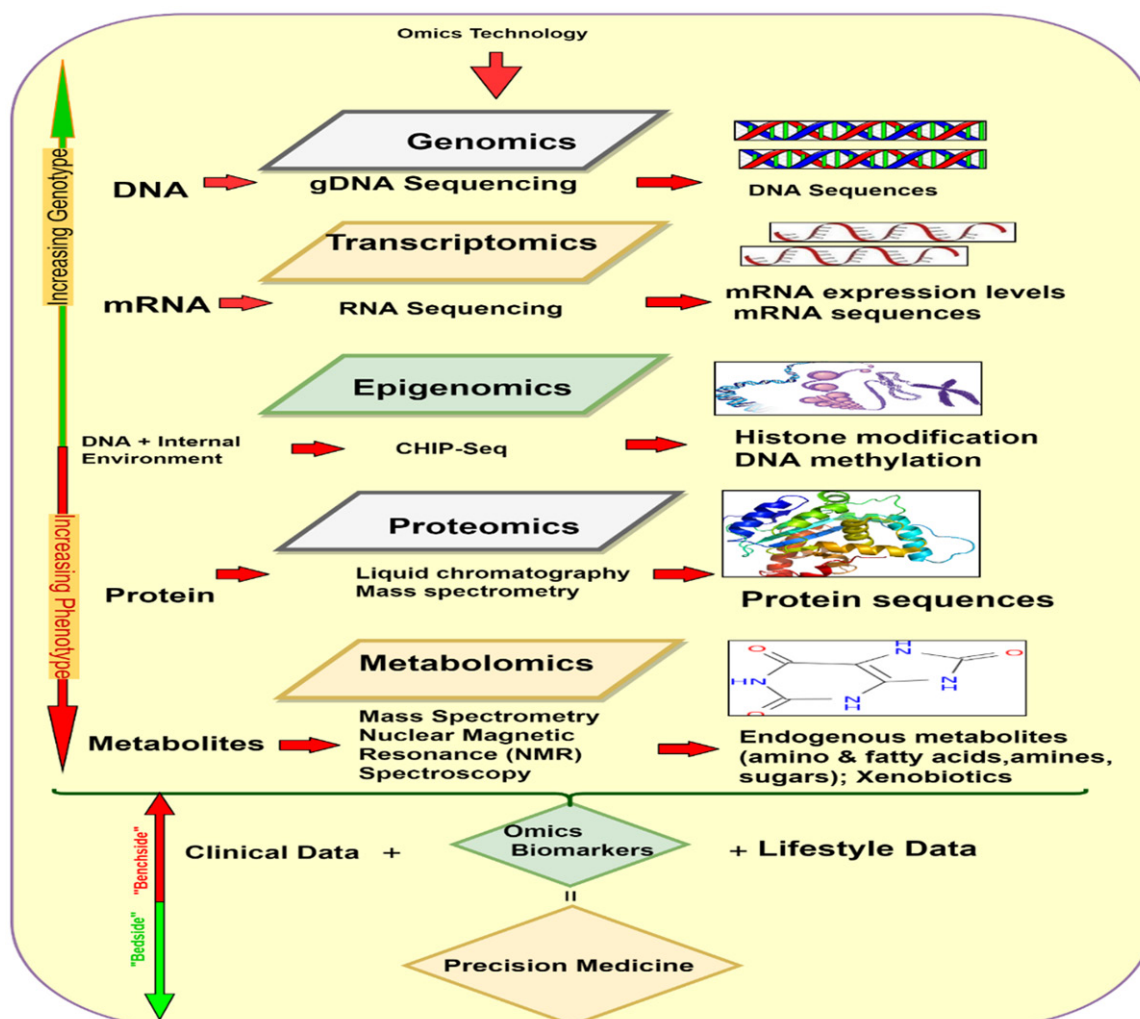 Omics Technology
Increasing Genotype
Genomics
DNA
gDNA Sequencing
DNA Sequences
Transcriptomics
mRNA
RNA Sequencing
mRNA expression levels
mRNA sequences
Epigenomics
DNA + Internal
Environment
CHIP-Seq
Histone modification
DNA methylation
Increasing Phenotype
Proteomics
Protein
Liquid chromatography
Mass spectrometry
Protein sequences
Metabolomics
O
H
N
O
H N
N
H
N
H
O
Metabolites
Mass Spectrometry
Nuclear Magnetic
Resonance (NMR)
Spectroscopy
Endogenous metabolites
(amino & fatty acids,amines,
sugars); Xenobiotics
"Benchside"
Clinical Data +
Omics
Biomarkers
+ Lifestyle Data
=
"Bedside"
Precision Medicine